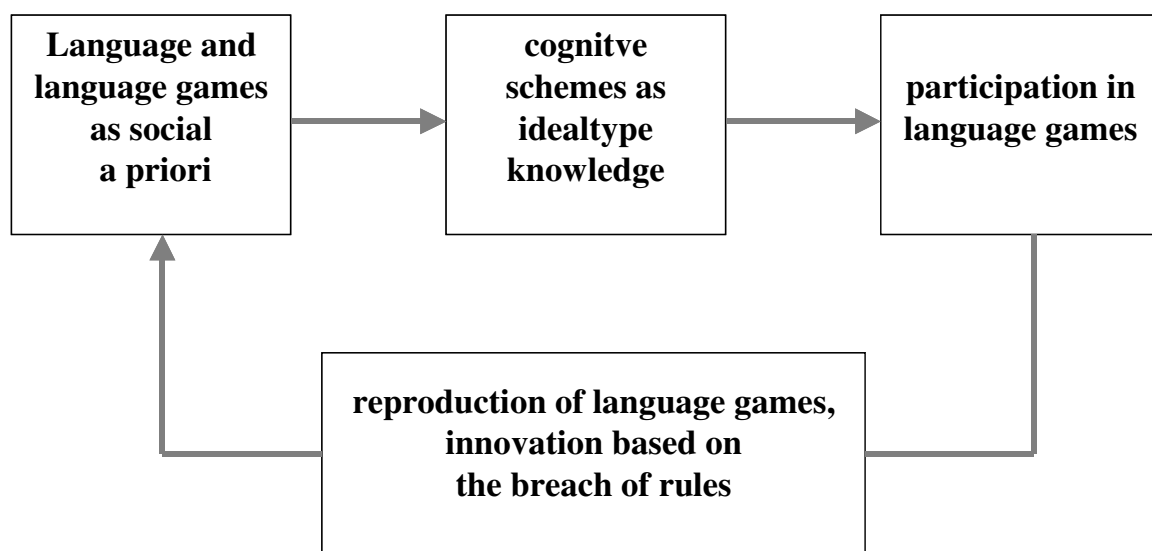 Language and
language games
as social
a priori
cognitve
schemes as
idealtype
knowledge
participation in
language games
reproduction of language games,
innovation based on
the breach of rules